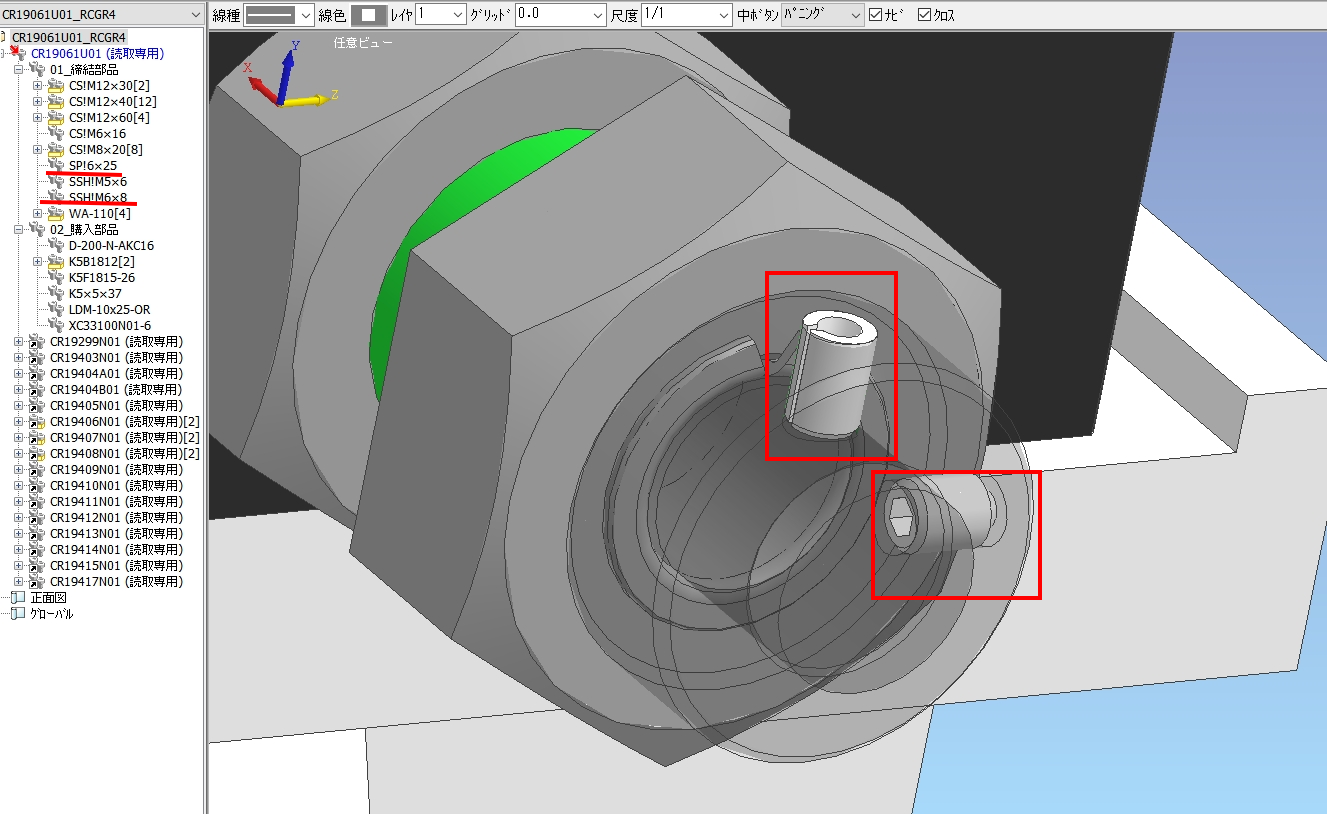 CR19061U01_RCGR4
線種
線色
ﾚｲﾔ 1
ｸﾞﾘｯﾄﾞ 0.0
尺度 1/1
中ﾎﾞﾀﾝ ﾊﾟﾆﾝｸﾞ
ﾅﾋﾞ
ｸﾛｽ
CR19061U01_RCGR4
CR19061U01 (読取専用)
01_締結部品
CS!M12×30[2]
CS!M12×40[12]
CS!M12×60[4]
CS!M6×16
CS!M8×20[8]
SP!6×25
SSH!M5×6
SSH!M6×8
WA-110[4]
02_購入部品
D-200-N-AKC16
K5B1812[2]
K5F1815-26
K5×5×37
LDM-10x25-OR
XC33100N01-6
CR19299N01 (読取専用)
CR19403N01 (読取専用)
CR19404A01 (読取専用)
CR19404B01 (読取専用)
CR19405N01 (読取専用)
CR19406N01 (読取専用)[2]
CR19407N01 (読取専用)[2]
CR19408N01 (読取専用)[2]
CR19409N01 (読取専用)
CR19410N01 (読取専用)
CR19411N01 (読取専用)
CR19412N01 (読取専用)
CR19413N01 (読取専用)
CR19414N01 (読取専用)
CR19415N01 (読取専用)
CR19417N01 (読取専用)
正面図
ｸﾞﾛｰﾊﾞﾙ
任意ビュー
Y
X
Z